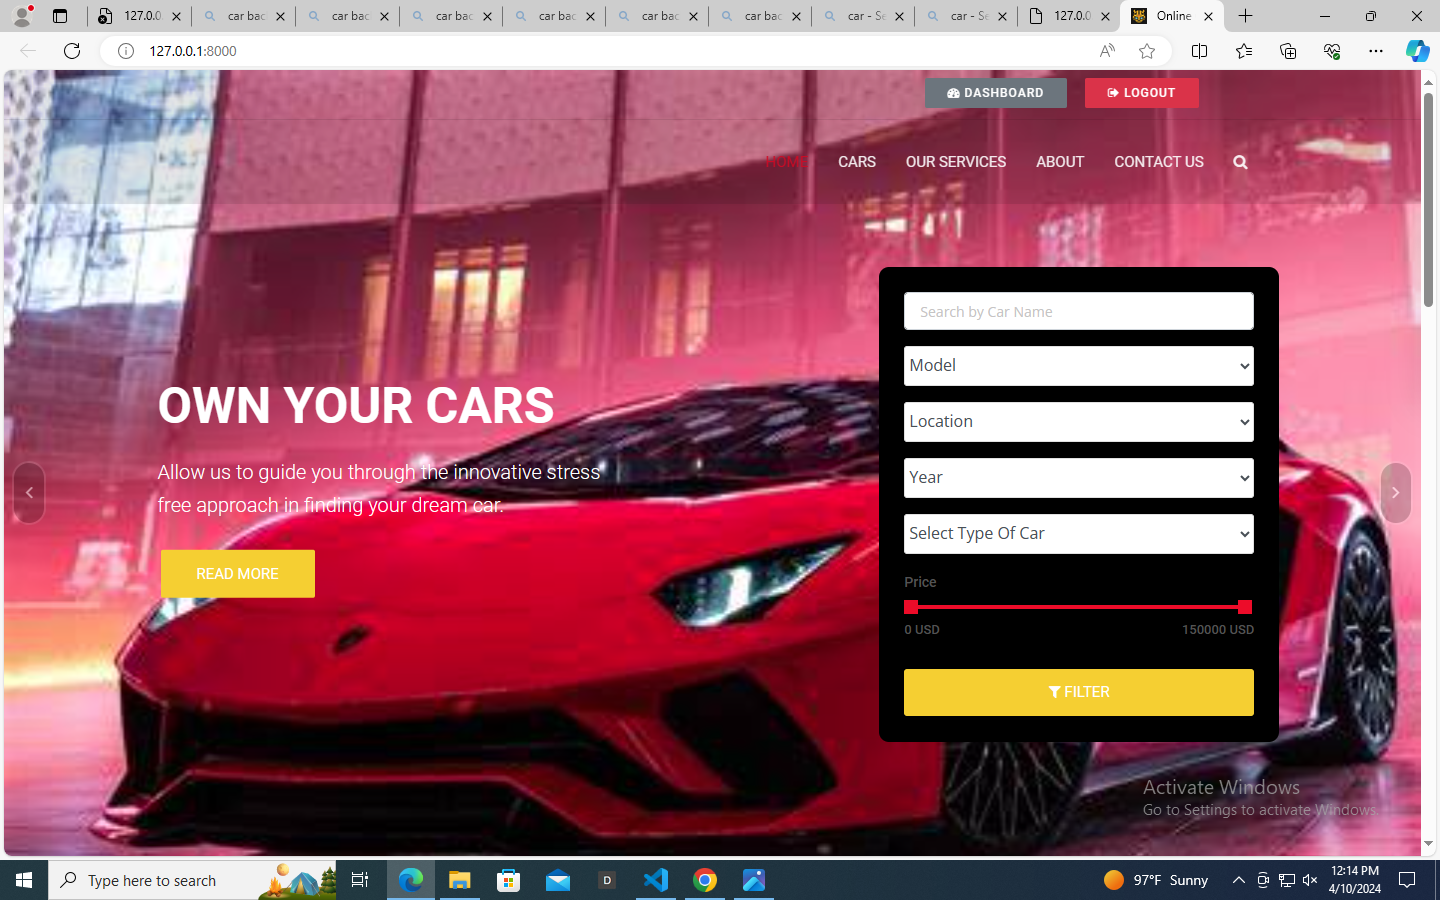 127.0.0
car bac
car bac
car bac
car bac
car bac
car bac
car - Se
car - Se
127.0.0
Online
127.0.0.1:8000
DASHBOARD
LOGOUT
HOME
CARS
OUR SERVICES
ABOUT
CONTACT US
OWN YOUR CARS
Allow us to guide you through the innovative stress
free approach in finding your dream car.
READ MORE
Search by Car Name
Model
Location
Year
Select Type Of Car
Price
0 USD
150000 USD
FILTER
Activate Windows
Go to Settings to activate Windows.
Type here to search
D
97°F Sunny
12:14 PM
4/10/2024